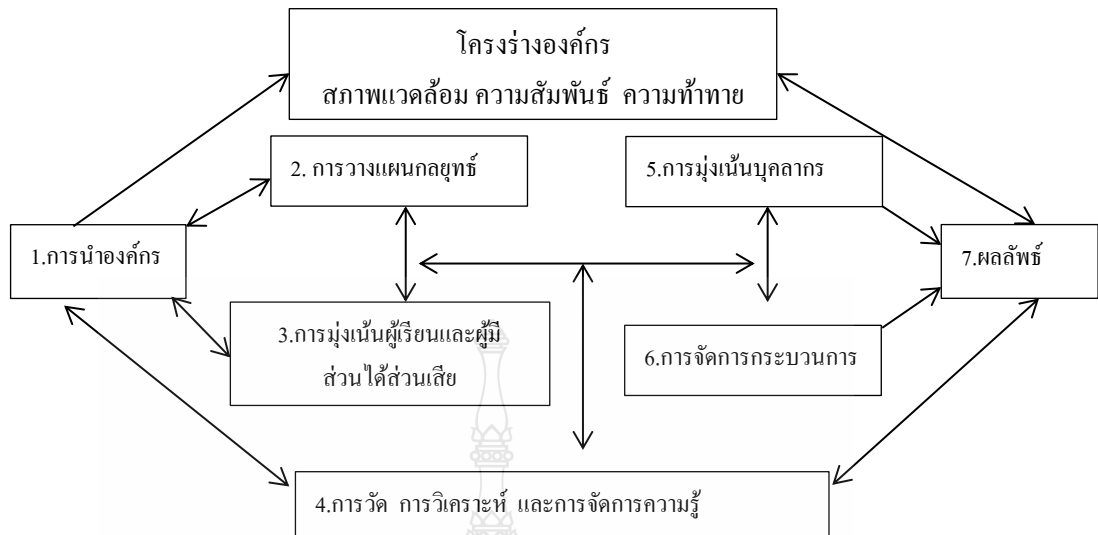 โครงร่างองค์กร
สภาพแวดล้อม ความสัมพันธ์ ความท้าทาย
2. การวางแผนกลยุทธ์
5.การมุ่งเน้นบุคลากร
1.การนำองค์กร
7.ผลลัพธ์
3.การมุ่งเน้นผู้เรียนและผู้มี
ส่วนได้ส่วนเสีย
6.การจัดการกระบวนการ
4.การวัด การวิเคราะห์ และการจัดการความรู้